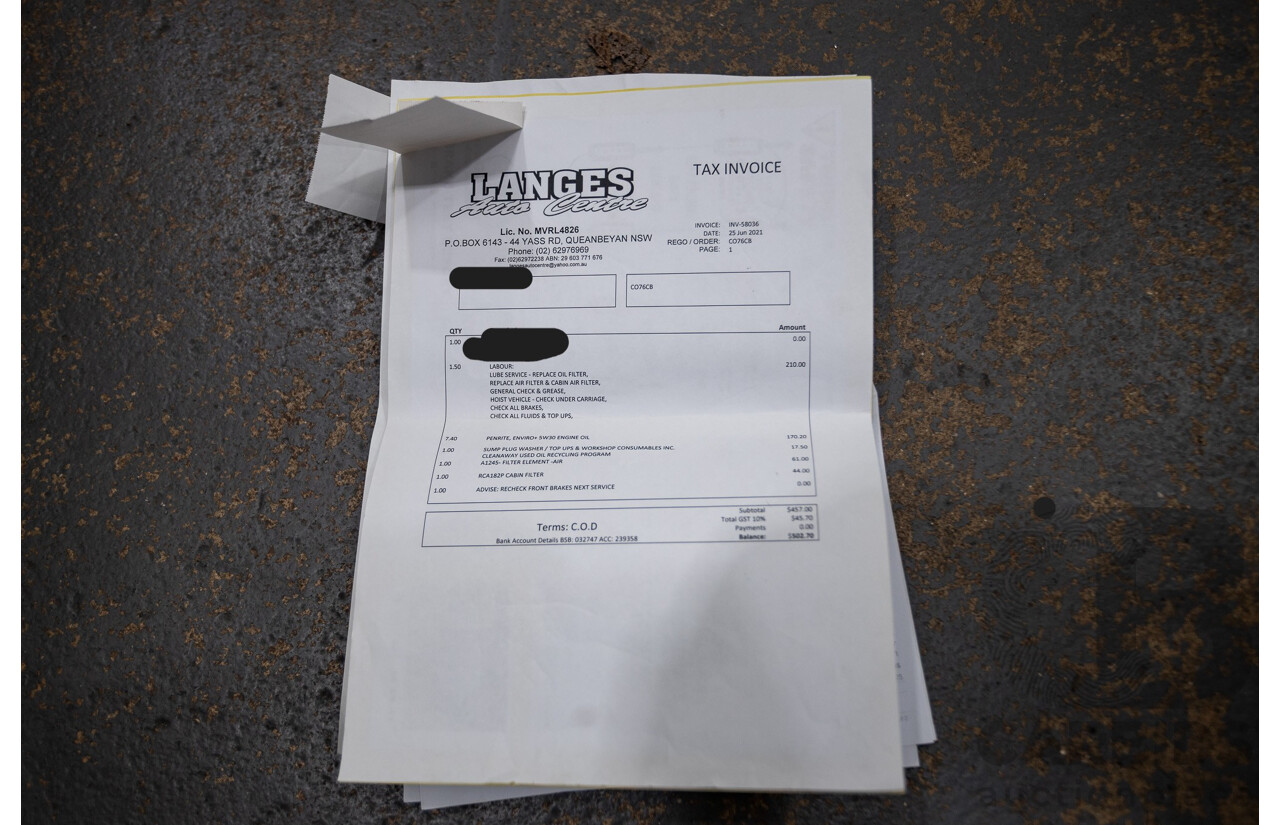 LANGES
Auto Centre
TAX INVOICE
Lic. No. MVRL4826
P.O.BOX 6143 - 44 YASS RD, QUEANBEYAN NSW
Phone: (02) 62976969
Fax: (02)62972238 ABN: 29 603 771 676
langesautocentre@yahoo.com.au
INVOICE: INV-58036
DATE: 25 Jun 2021
REGO / ORDER: CO76CB
PAGE: 1
CO76CB
QTY Amount
1.00 0.00
1.50 LABOUR: 210.00
LUBE SERVICE - REPLACE OIL FILTER,
REPLACE AIR FILTER & CABIN AIR FILTER,
GENERAL CHECK & GREASE,
HOIST VEHICLE - CHECK UNDER CARRIAGE,
CHECK ALL BRAKES,
CHECK ALL FLUIDS & TOP UPS,
7.40 PENRITE, ENVIRO+ 5W30 ENGINE OIL 170.20
1.00 SUMP PLUG WASHER / TOP UPS & WORKSHOP CONSUMABLES INC. 17.50
CLEANAWAY USED OIL RECYCLING PROGRAM
1.00 A1245- FILTER ELEMENT -AIR 61.00
1.00 RCA182P CABIN FILTER 44.00
1.00 ADVISE: RECHECK FRONT BRAKES NEXT SERVICE 0.00
Terms: C.O.D
Bank Account Details BSB: 032747 ACC: 239358
Subtotal $457.00
Total GST 10% $45.70
Payments 0.00
Balance: $502.70